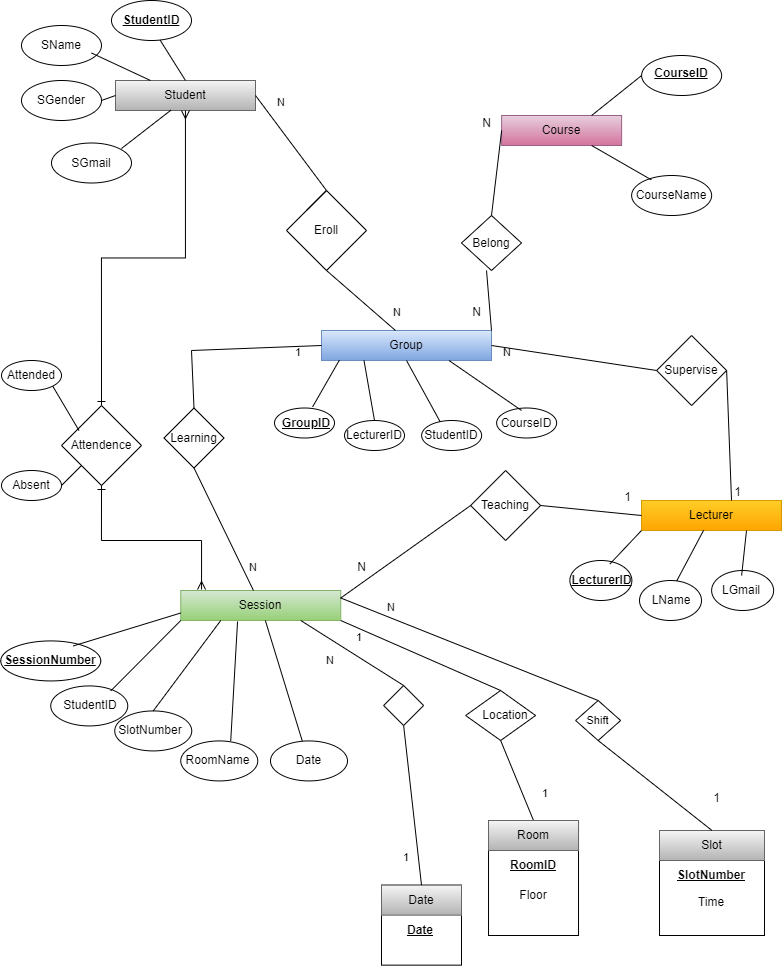 StudentID
SName
Student
SGender
SGmail
N
Eroll
N
CourseID
N
Course
CourseName
Belong
N
Group
1
N
Supervise
GroupID
LecturerID
StudentID
CourseID
Learning
Attended
Attendence
Absent
N
Teaching
1
1
Lecturer
LecturerID
LName
LGmail
N
Session
N
1
N
SessionNumber
StudentID
SlotNumber
RoomName
Date
Location
Shift
1
1
1
Date
Date
Room
RoomID
Floor
Slot
SlotNumber
Time